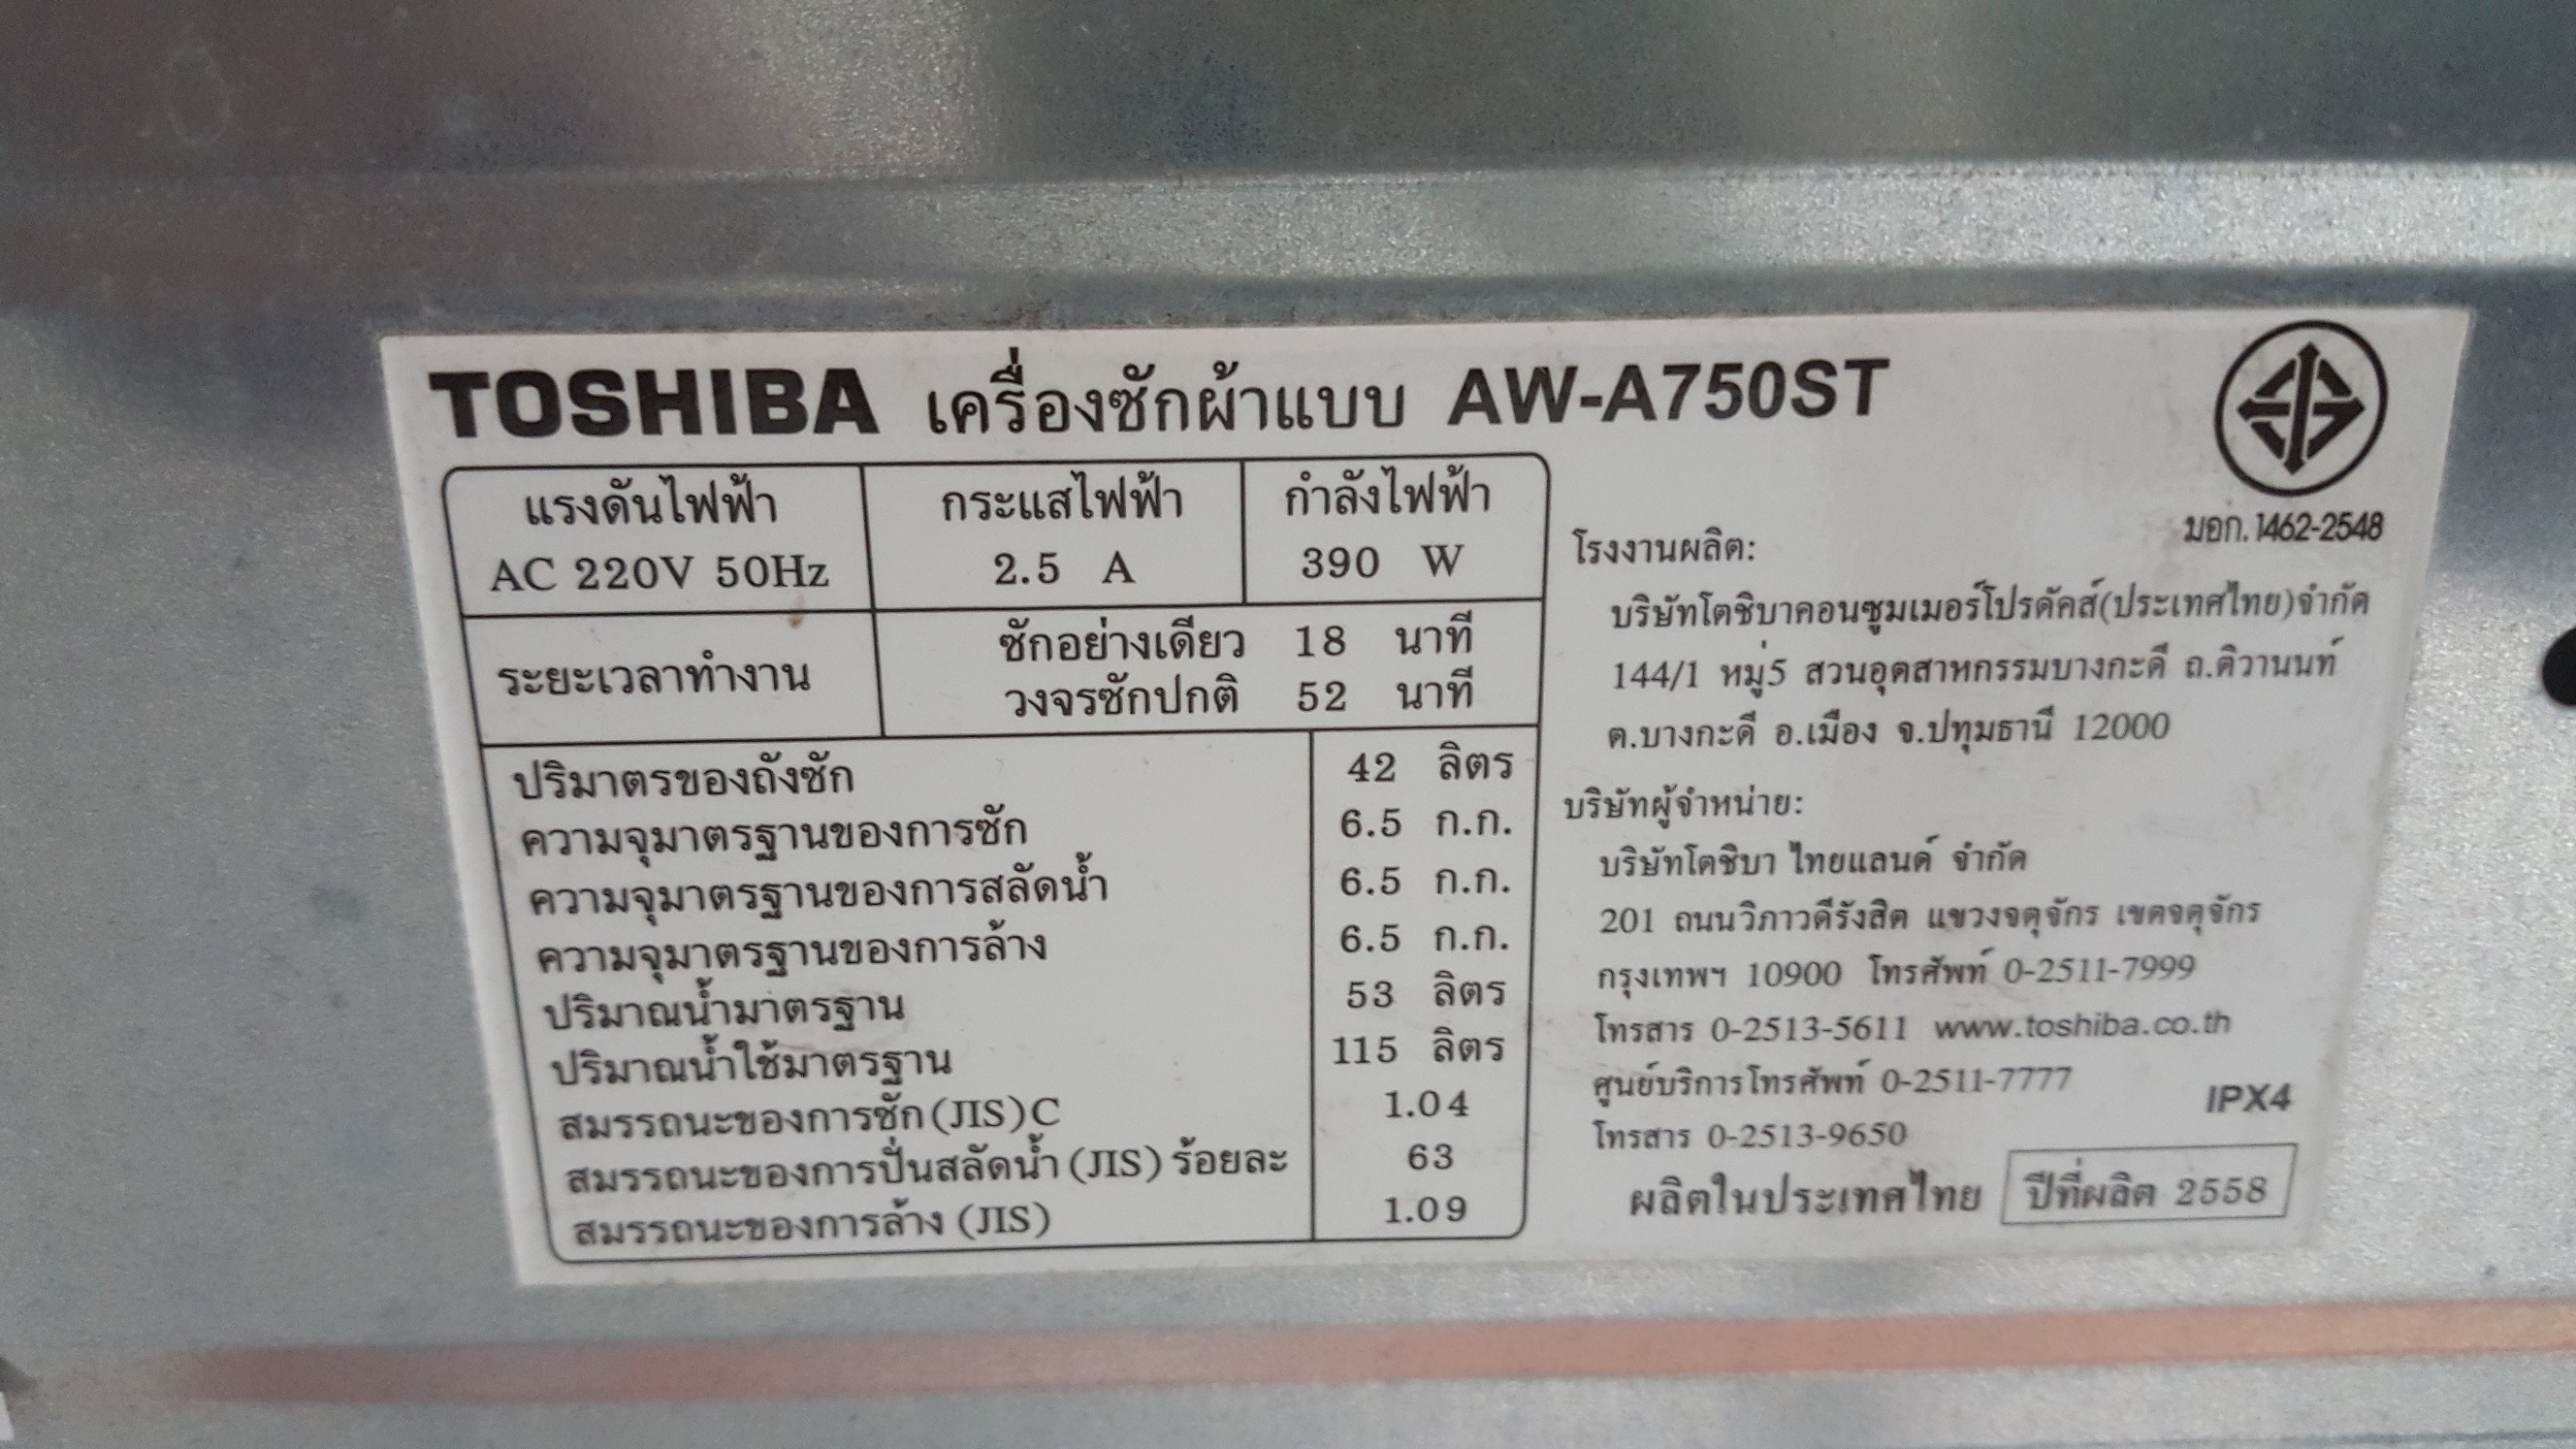 TOSHIBA เครื่องซักผ้าแบบ AW-A750ST
มอก.1462-2548
แรงดันไฟฟ้า กระแสไฟฟ้า กำลังไฟฟ้า
AC 220V 50Hz 2.5 A 390 W
ระยะเวลาทำงาน
ซักอย่างเดียว 18 นาที
วงจรซักปกติ 52 นาที
ปริมาตรของถังซัก 42 ลิตร
ความจุมาตรฐานของการซัก 6.5 ก.ก.
ความจุมาตรฐานของการสลัดน้ำ 6.5 ก.ก.
ความจุมาตรฐานของการล้าง 6.5 ก.ก.
ปริมาณน้ำมาตรฐาน 53 ลิตร
ปริมาณน้ำใช้มาตรฐาน 115 ลิตร
สมรรถนะของการซัก(JIS)C 1.04
สมรรถนะของการปั่นสลัดน้ำ(JIS)ร้อยละ 63
สมรรถนะของการล้าง (JIS) 1.09
โรงงานผลิต:
บริษัทโตชิบาคอนซูมเมอร์โปรดัคส์(ประเทศไทย)จำกัด
144/1 หมู่5 สวนอุตสาหกรรมบางกะดี ถ.ติวานนท์
ต.บางกะดี อ.เมือง จ.ปทุมธานี 12000
บริษัทผู้จำหน่าย:
บริษัทโตชิบา ไทยแลนด์ จำกัด
201 ถนนวิภาวดีรังสิต แขวงจตุจักร เขตจตุจักร
กรุงเทพฯ 10900 โทรศัพท์ 0-2511-7999
โทรสาร 0-2513-5611 www.toshiba.co.th
ศูนย์บริการโทรศัพท์ 0-2511-7777
IPX4
โทรสาร 0-2513-9650
ผลิตในประเทศไทย ปีที่ผลิต 2558